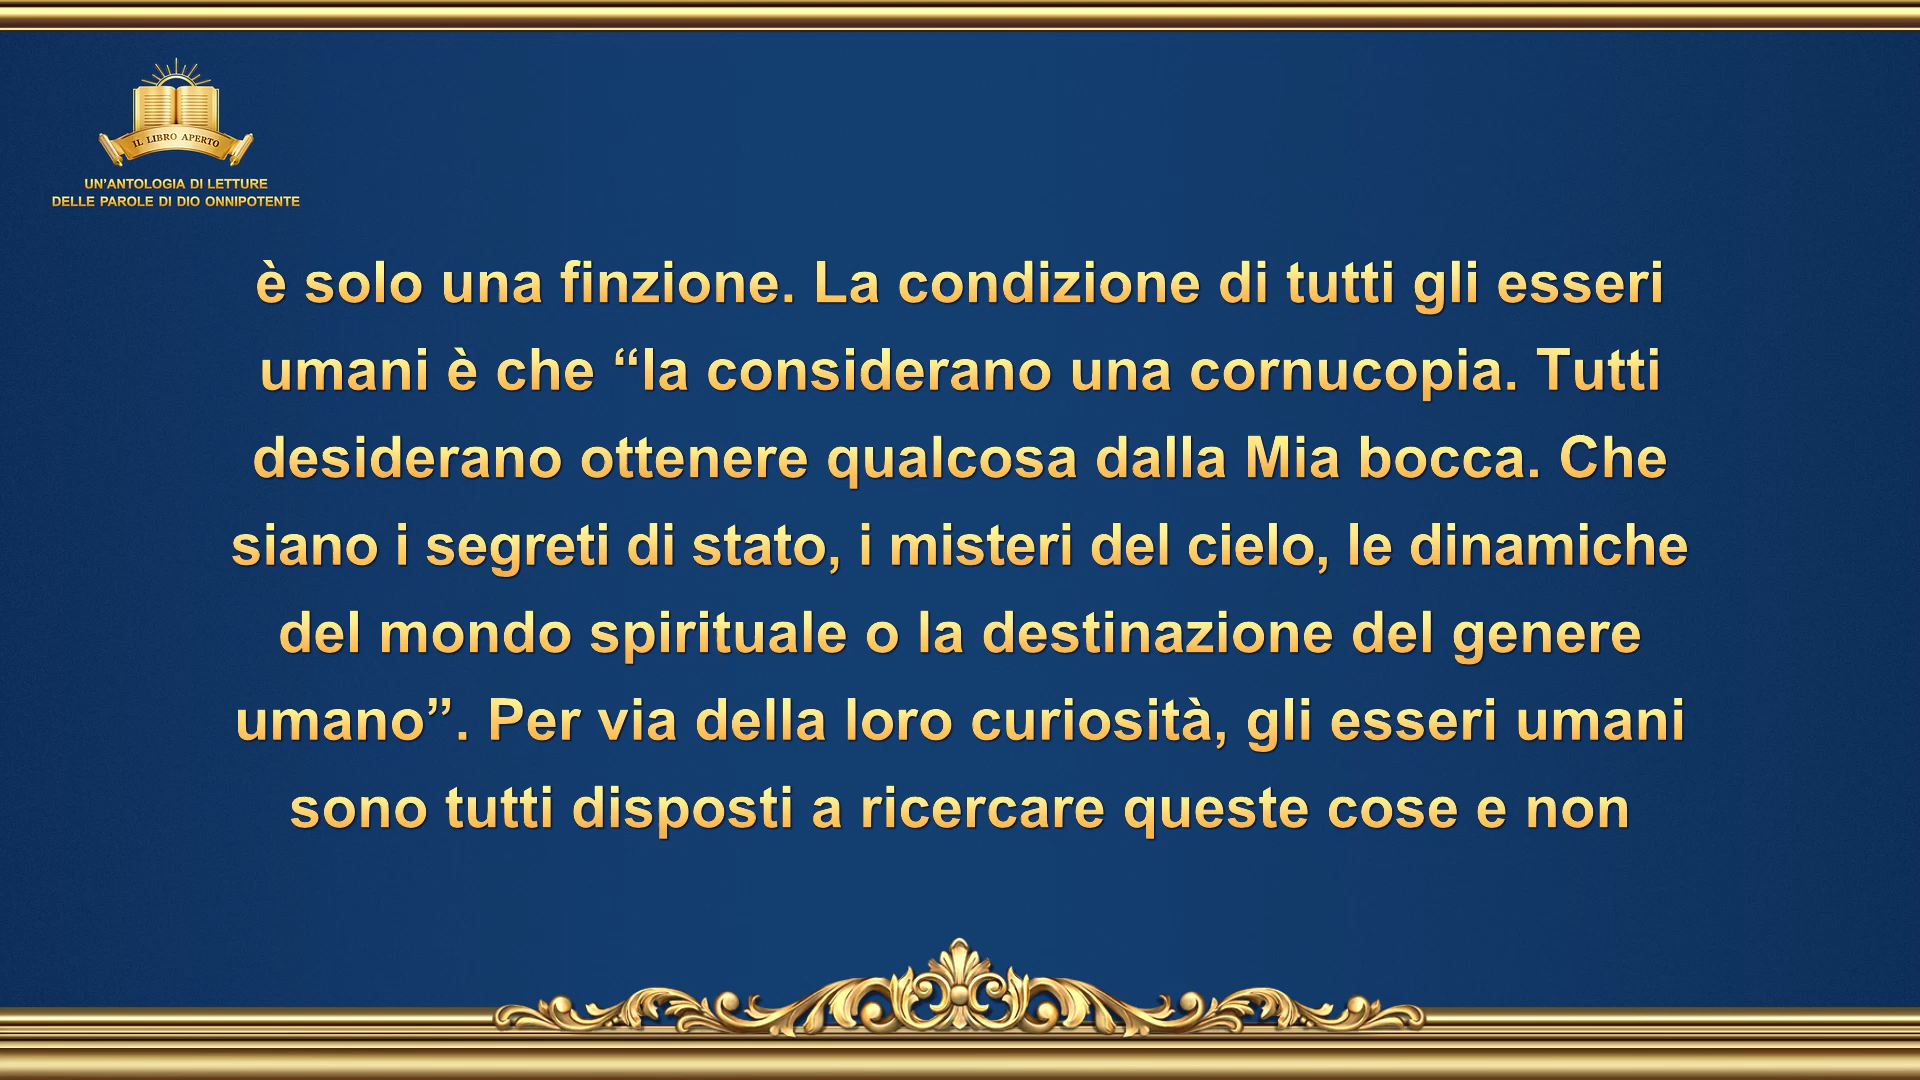 IL LIBRO APERTO
UN’ANTOLOGIA DI LETTURE
DELLE PAROLE DI DIO ONNIPOTENTE
è solo una finzione. La condizione di tutti gli esseri
umani è che “la considerano una cornucopia. Tutti
desiderano ottenere qualcosa dalla Mia bocca. Che
siano i segreti di stato, i misteri del cielo, le dinamiche
del mondo spirituale o la destinazione del genere
umano”. Per via della loro curiosità, gli esseri umani
sono tutti disposti a ricercare queste cose e non